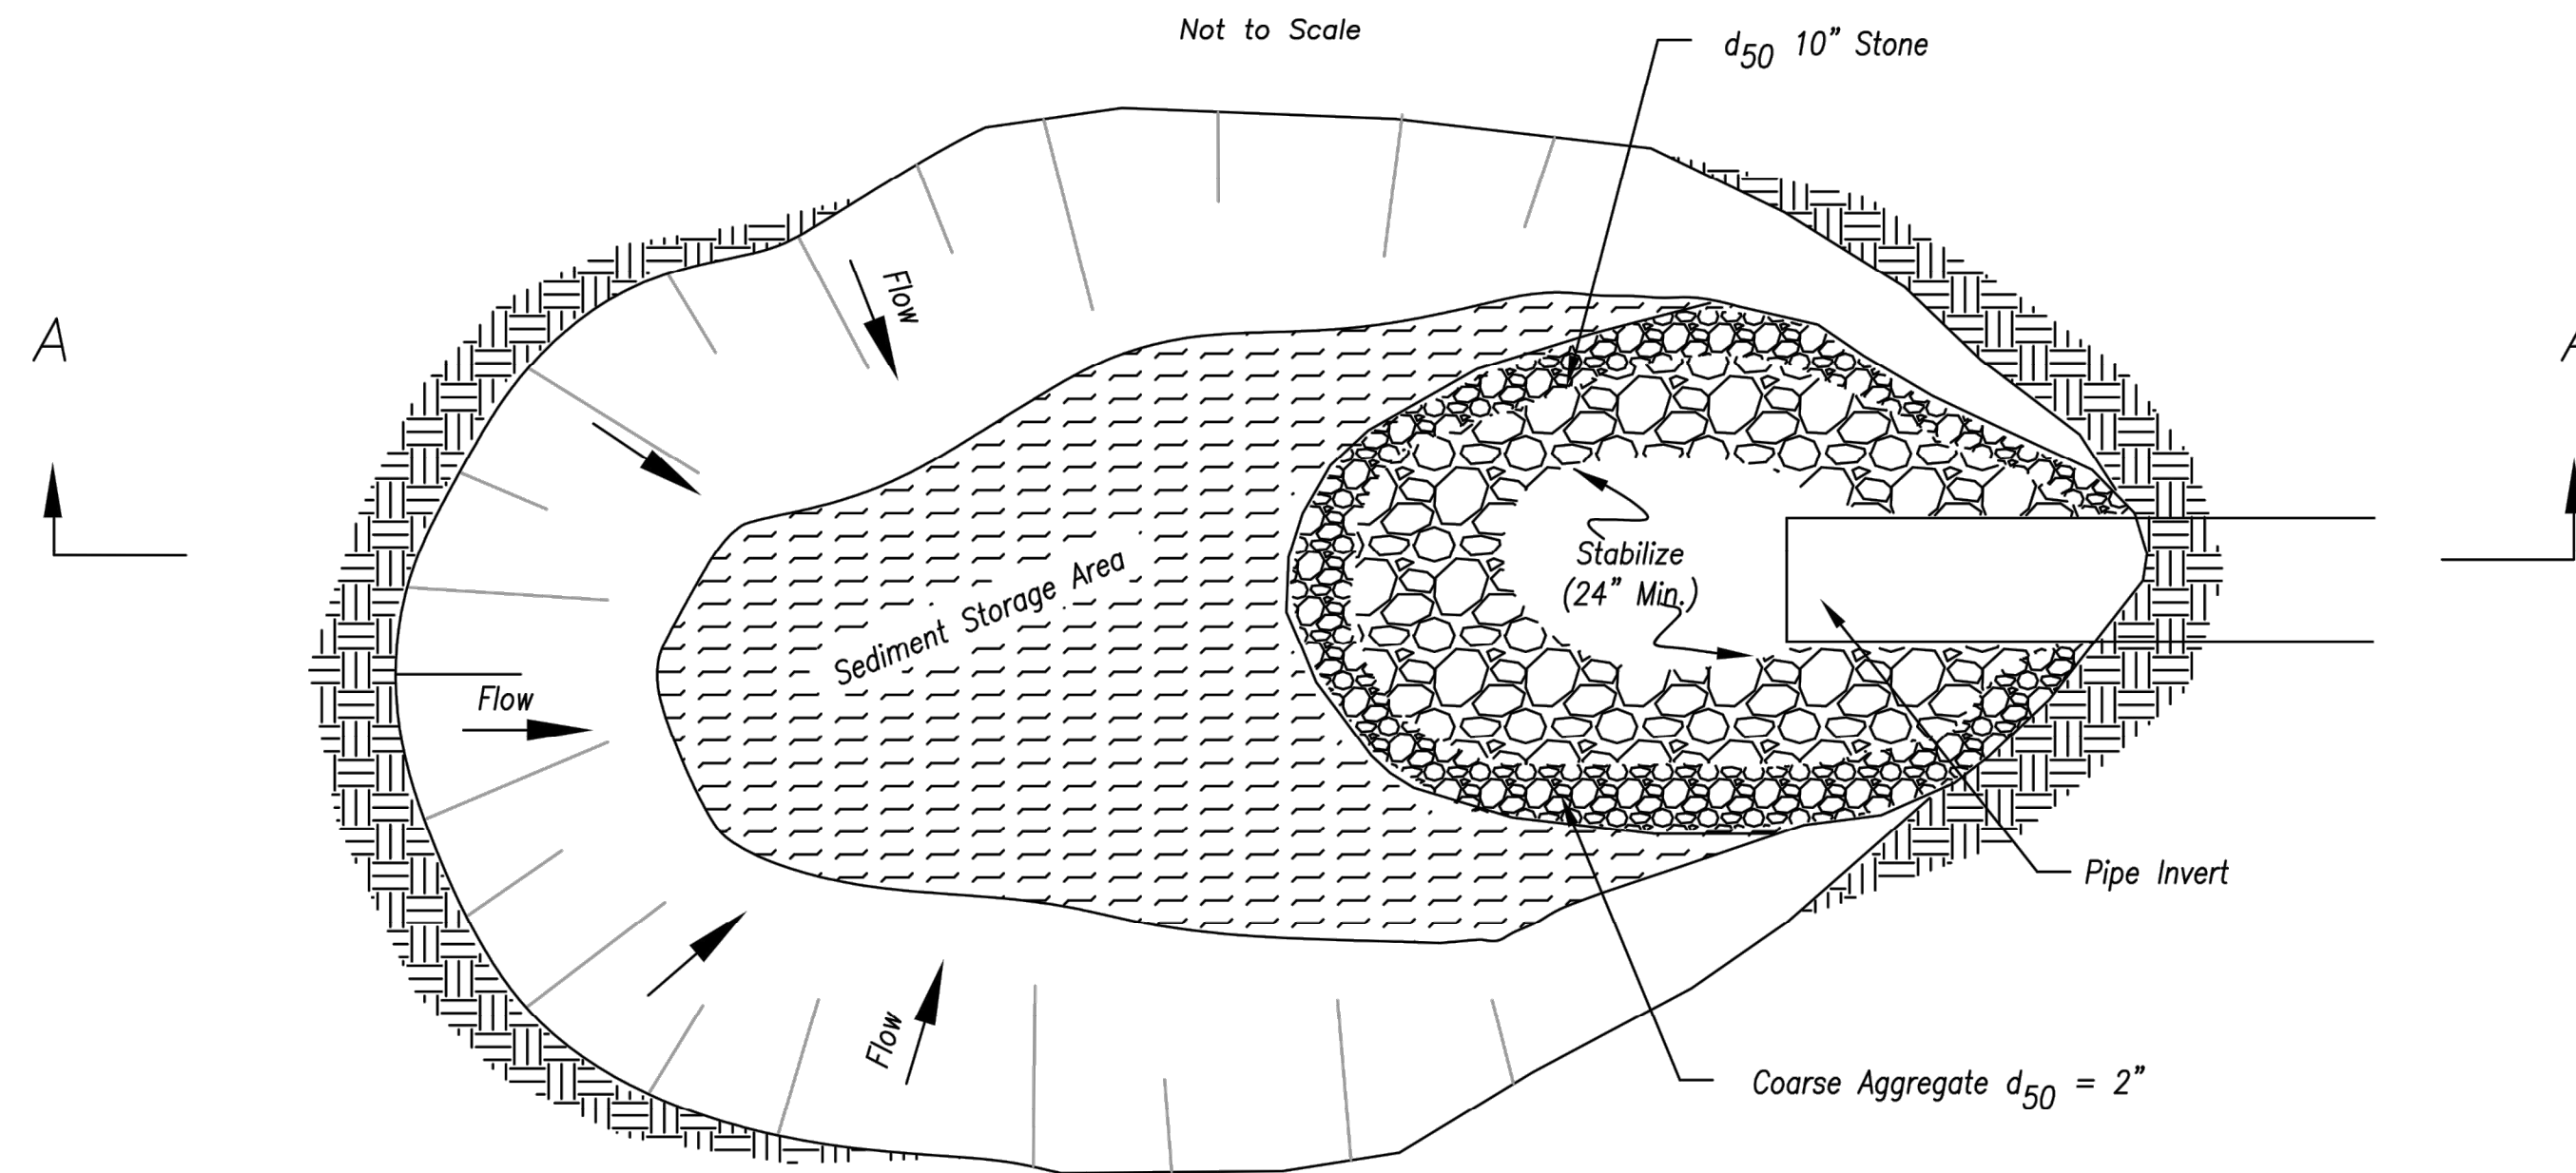 Not to Scale
d50 10" Stone
Flow
A
A
Stabilize
(24" Min.)
Sediment Storage Area
Flow
Pipe Invert
Flow
Coarse Aggregate d50 = 2"